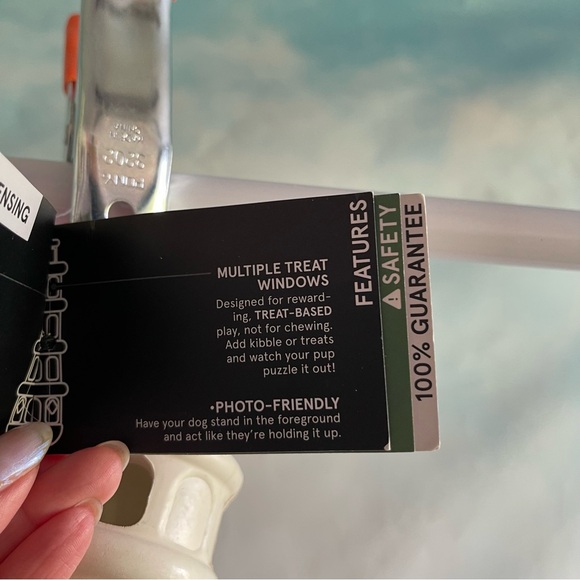 ENSING
MULTIPLE TREAT
WINDOWS
Designed for reward-
ing, TREAT-BASED
play, not for chewing.
Add kibble or treats
and watch your pup
puzzle it out!
•PHOTO-FRIENDLY
Have your dog stand in the foreground
and act like they're holding it up.
FEATURES
SAFETY
100% GUARANTEE